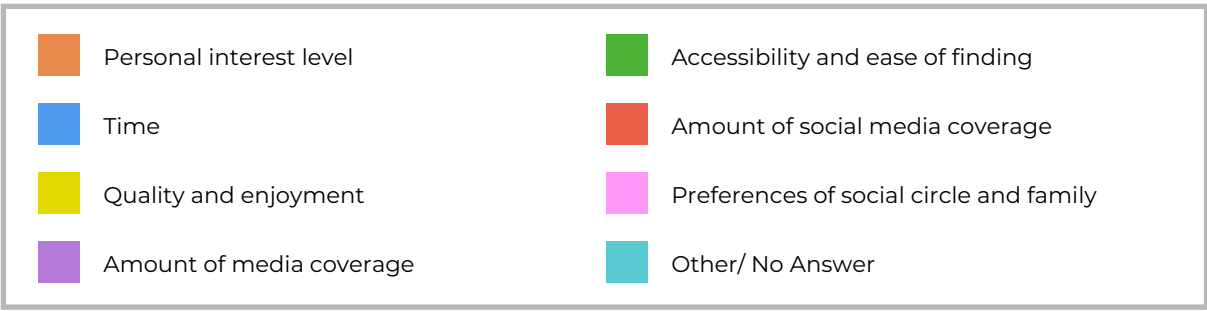 Personal interest level
Time
Quality and enjoyment
Amount of media coverage
Accessibility and ease of finding
Amount of social media coverage
Preferences of social circle and family
Other/ No Answer